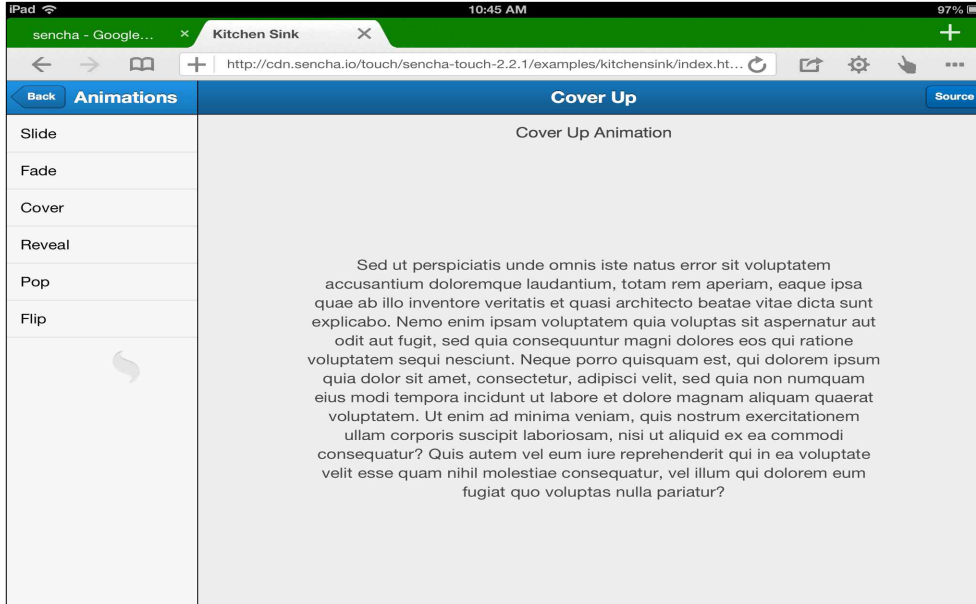 iPad 10:45 AM 97%
sencha - Google... × Kitchen Sink ×
http://cdn.sencha.io/touch/sencha-touch-2.2.1/examples/kitchensink/index.ht...
Back Animations Cover Up Source
Slide
Fade
Cover
Reveal
Pop
Flip
Cover Up Animation
Sed ut perspiciatis unde omnis iste natus error sit voluptatem
accusantium doloremque laudantium, totam rem aperiam, eaque ipsa
quae ab illo inventore veritatis et quasi architecto beatae vitae dicta sunt
explicabo. Nemo enim ipsam voluptatem quia voluptas sit aspernatur aut
odit aut fugit, sed quia consequuntur magni dolores eos qui ratione
voluptatem sequi nesciunt. Neque porro quisquam est, qui dolorem ipsum
quia dolor sit amet, consectetur, adipisci velit, sed quia non numquam
eius modi tempora incidunt ut labore et dolore magnam aliquam quaerat
voluptatem. Ut enim ad minima veniam, quis nostrum exercitationem
ullam corporis suscipit laboriosam, nisi ut aliquid ex ea commodi
consequatur? Quis autem vel eum iure reprehenderit qui in ea voluptate
velit esse quam nihil molestiae consequatur, vel illum qui dolorem eum
fugiat quo voluptas nulla pariatur?